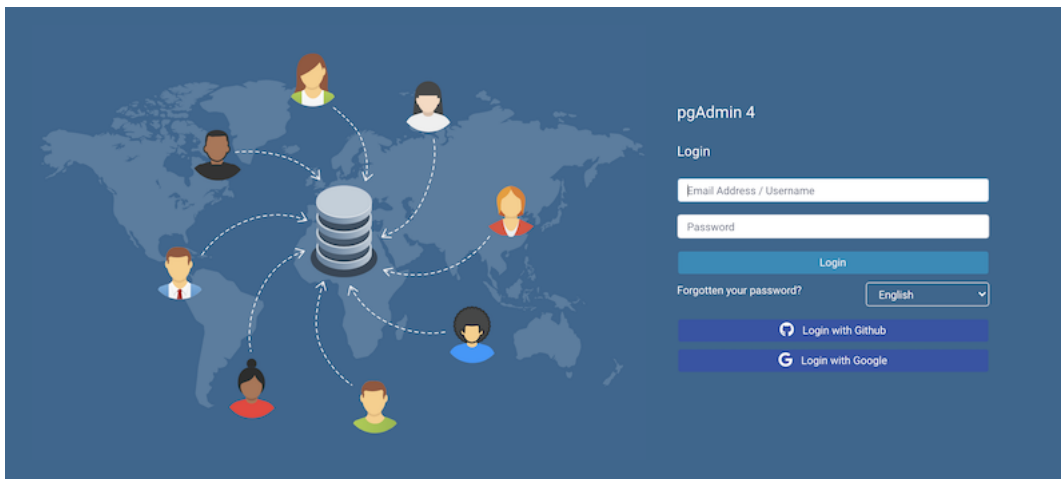 pgAdmin 4
Login
Email Address / Username
Password
Login
Forgotten your password?
English
Login with Github
Login with Google